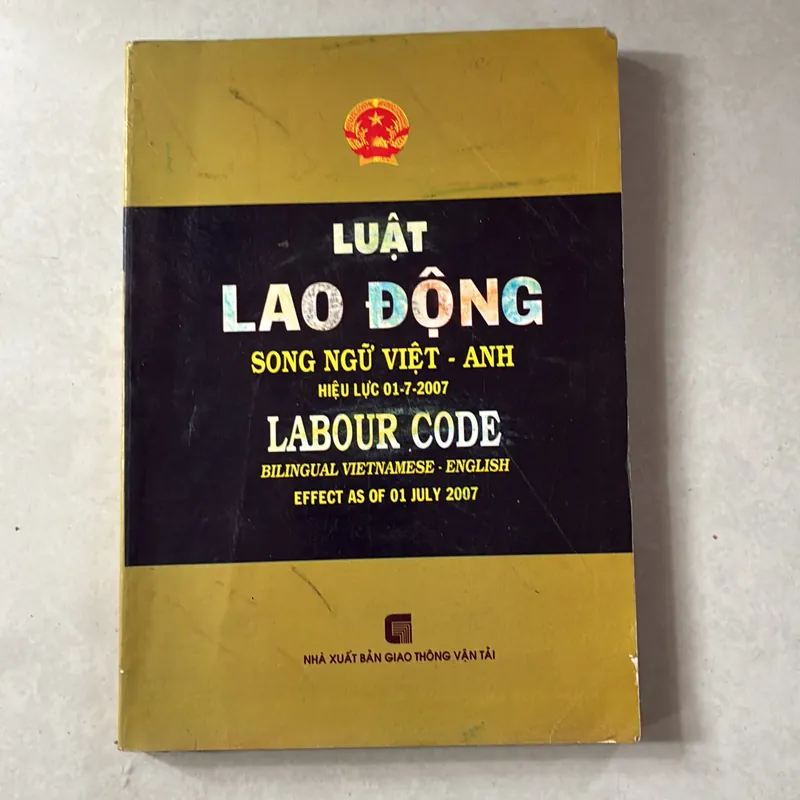 LUẬT
LAO ĐỘNG
SONG NGỮ VIỆT - ANH
HIỆU LỰC 01-7-2007
LABOUR CODE
BILINGUAL VIETNAMESE - ENGLISH
EFFECT AS OF 01 JULY 2007
NHÀ XUẤT BẢN GIAO THÔNG VẬN TẢI